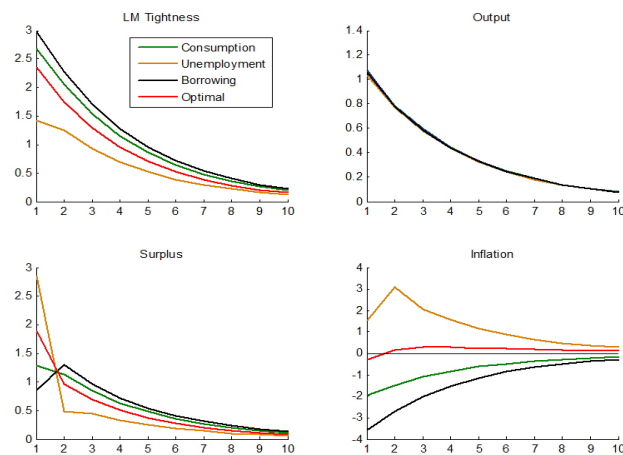 LM Tightness
3
2.5
2
1.5
1
0.5
0
1 2 3 4 5 6 7 8 9 10
Consumption
Unemployment
Borrowing
Optimal
Output
1.4
1.2
1
0.8
0.6
0.4
0.2
0
1 2 3 4 5 6 7 8 9 10
Surplus
3
2.5
2
1.5
1
0.5
0
1 2 3 4 5 6 7 8 9 10
Inflation
4
3
2
1
0
-1
-2
-3
-4
1 2 3 4 5 6 7 8 9 10